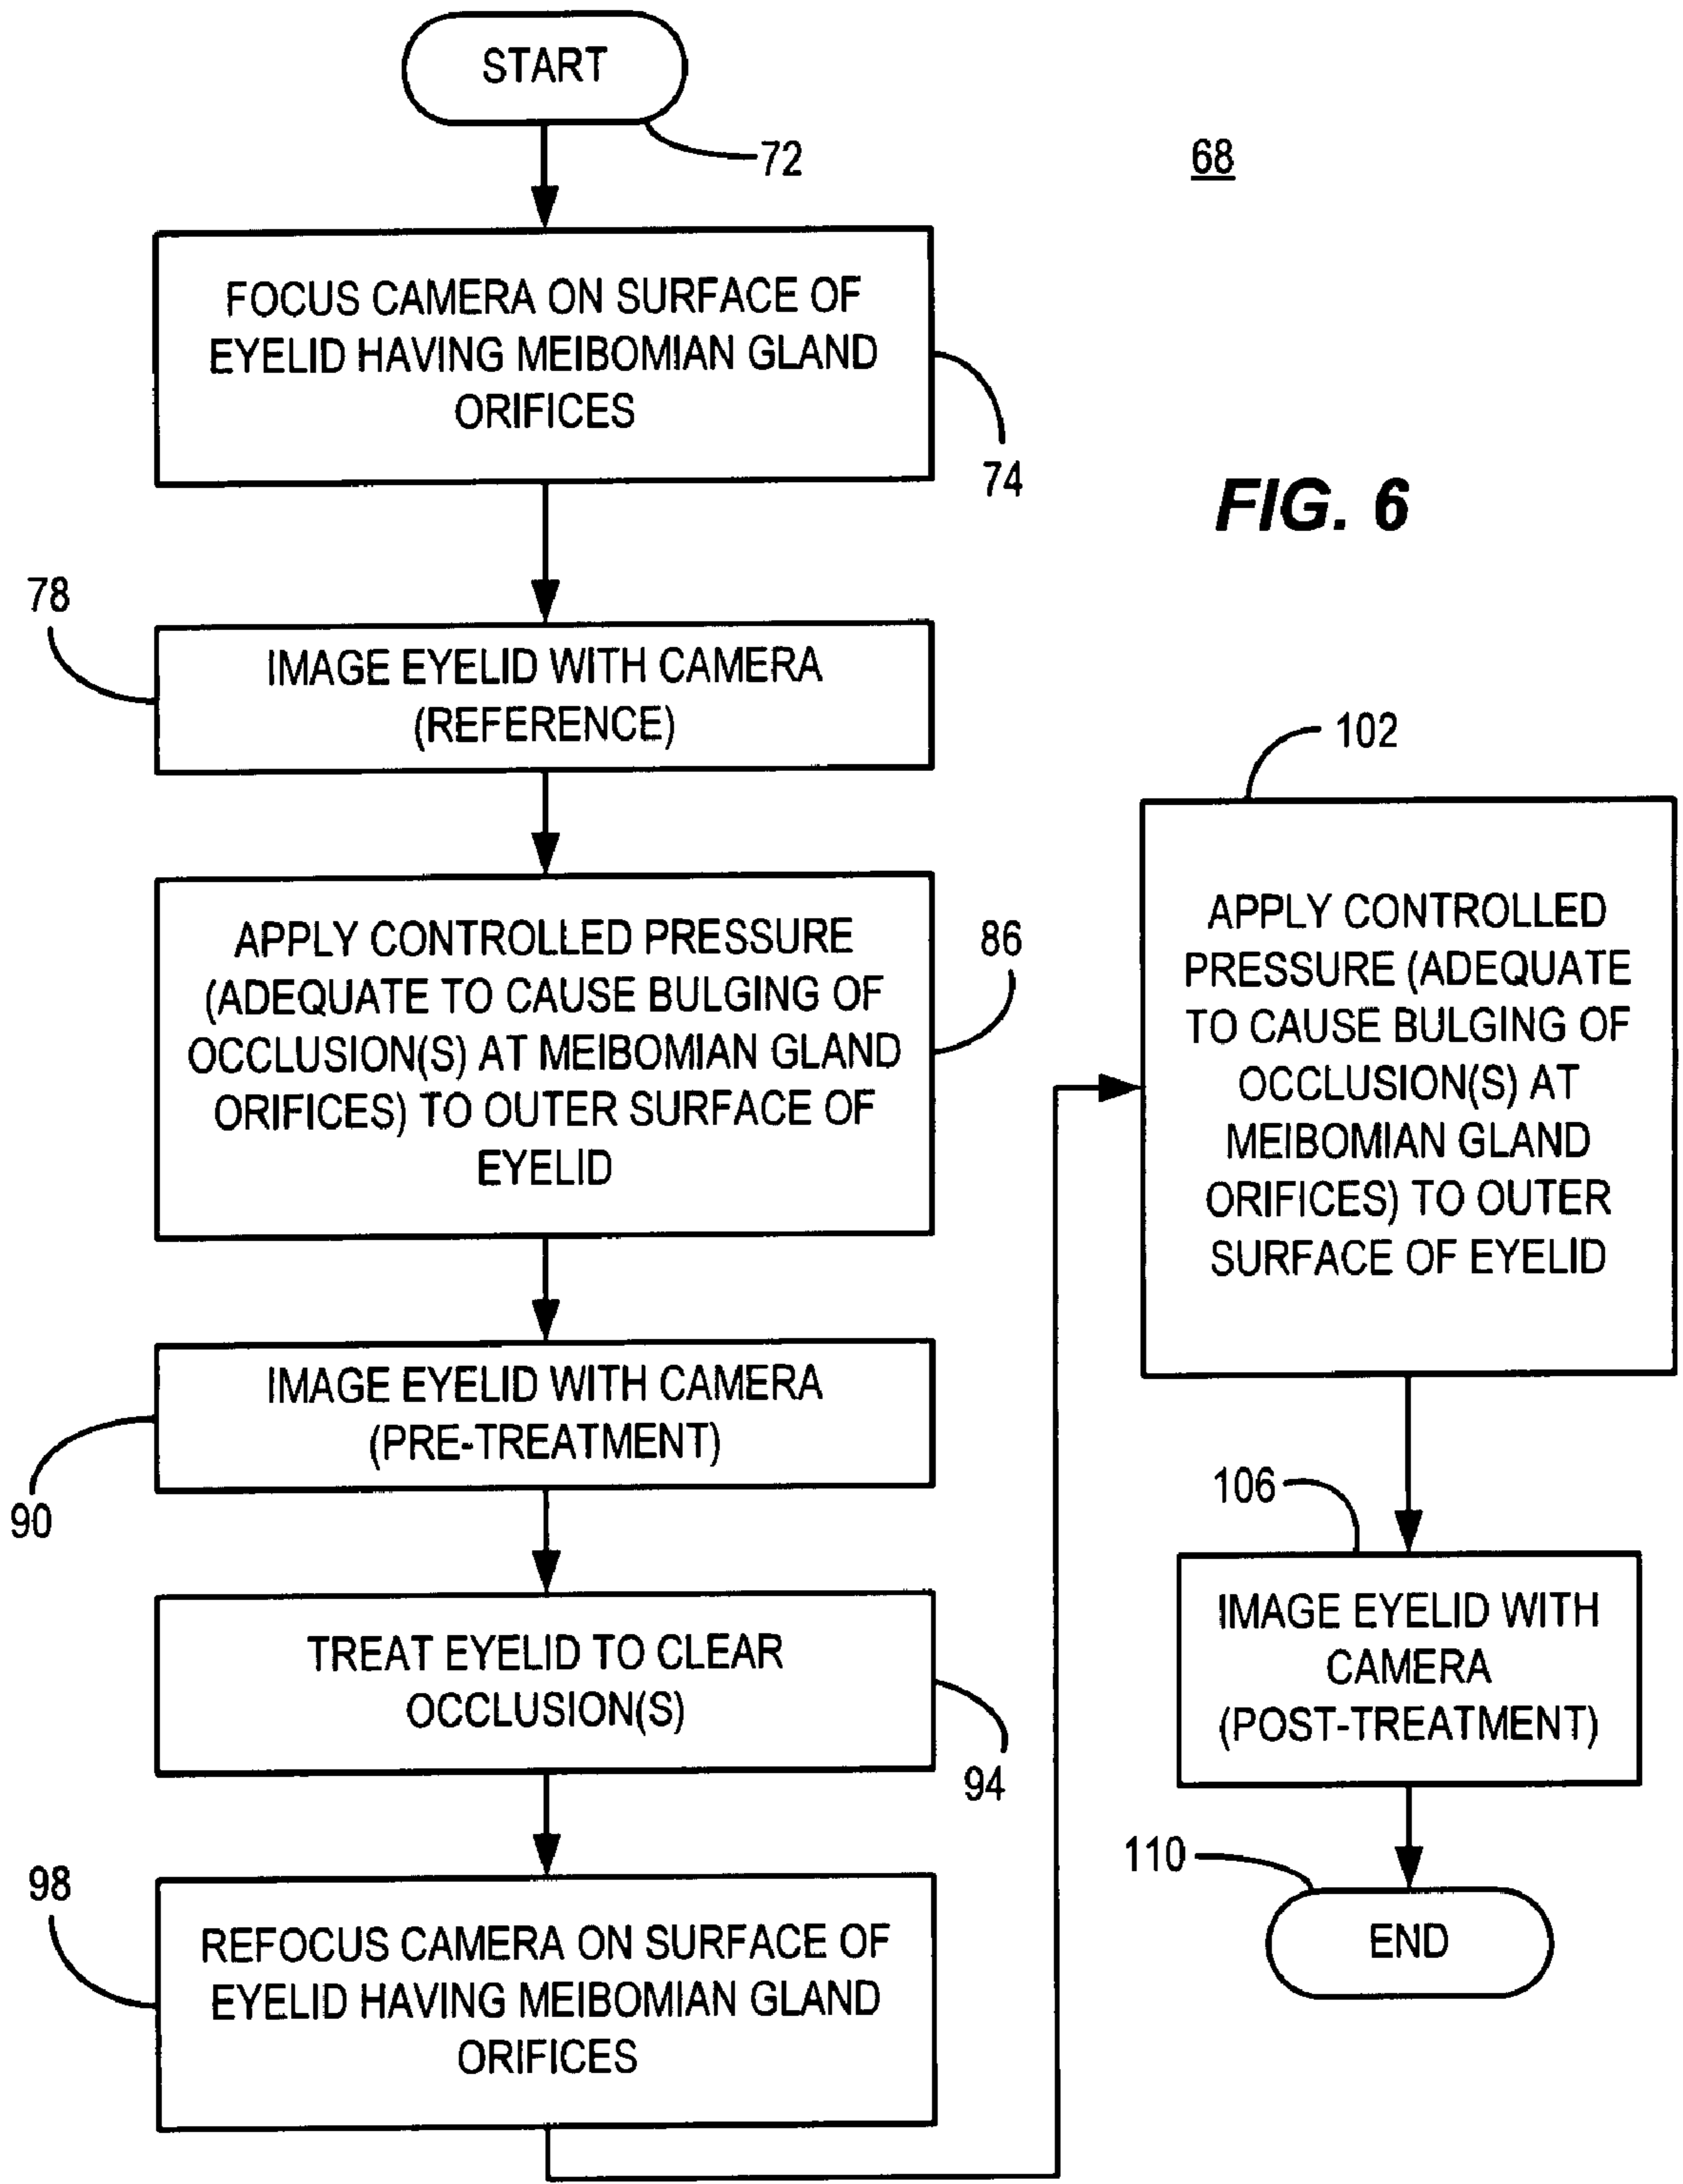 START
72
68
FOCUS CAMERA ON SURFACE OF
EYELID HAVING MEIBOMIAN GLAND
ORIFICES
74
FIG. 6
78
IMAGE EYELID WITH CAMERA
(REFERENCE)
APPLY CONTROLLED PRESSURE
(ADEQUATE TO CAUSE BULGING OF
OCCLUSION(S) AT MEIBOMIAN GLAND
ORIFICES) TO OUTER SURFACE OF
EYELID
86
IMAGE EYELID WITH CAMERA
(PRE-TREATMENT)
90
TREAT EYELID TO CLEAR
OCCLUSION(S)
94
98
REFOCUS CAMERA ON SURFACE OF
EYELID HAVING MEIBOMIAN GLAND
ORIFICES
102
APPLY CONTROLLED
PRESSURE (ADEQUATE
TO CAUSE BULGING OF
OCCLUSION(S) AT
MEIBOMIAN GLAND
ORIFICES) TO OUTER
SURFACE OF EYELID
106
IMAGE EYELID WITH
CAMERA
(POST-TREATMENT)
110
END